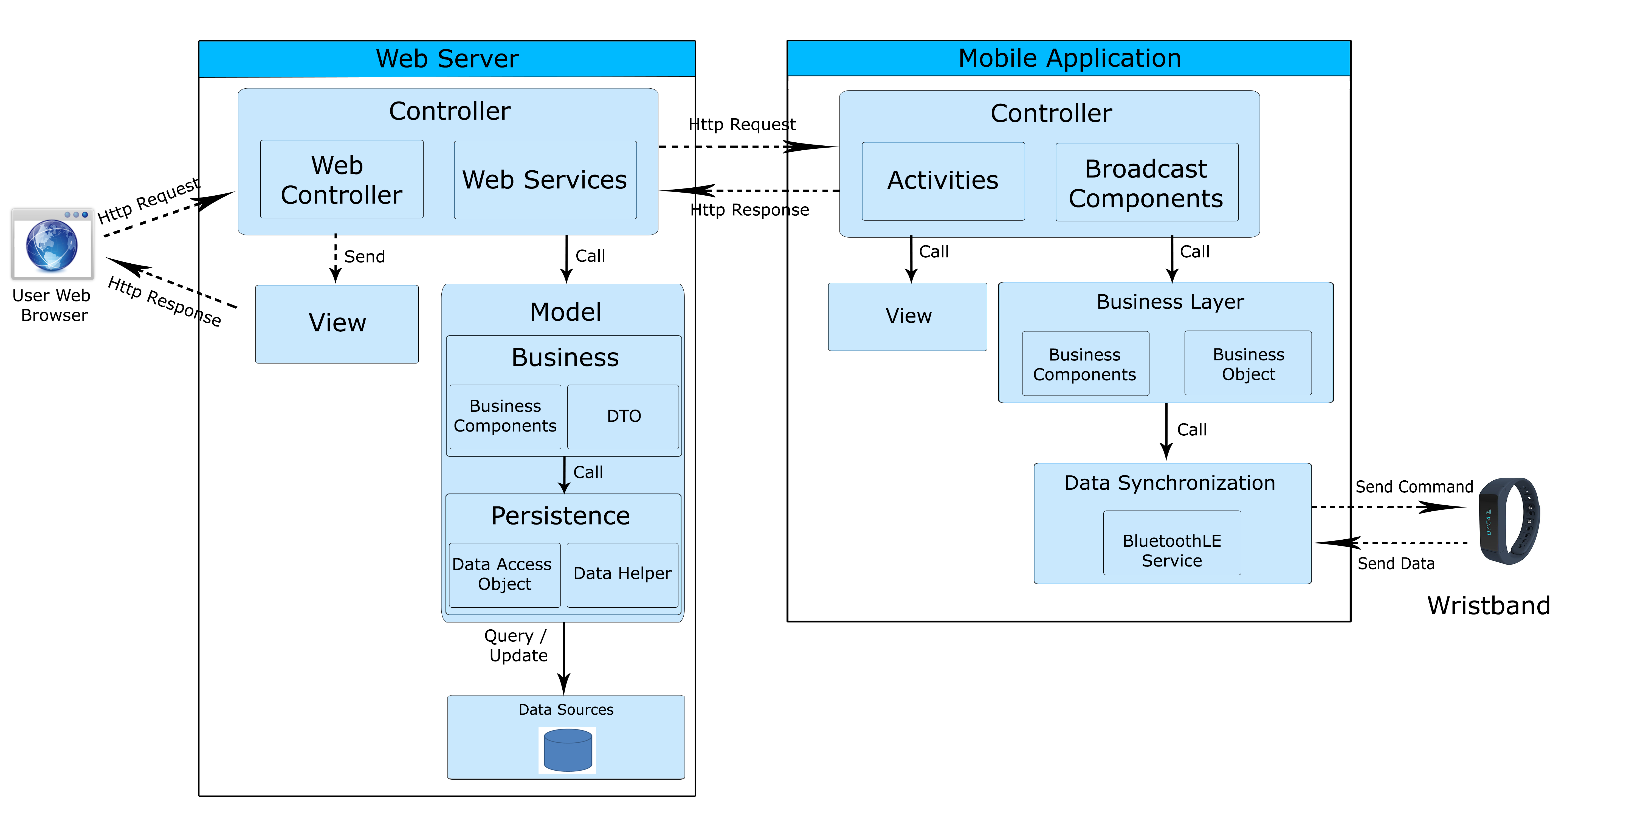 Web Server
Controller
Web
Controller
Web Services
Http Request
Http Response
User Web
Browser
Send
Call
View
Model
Business
Business
Components
DTO
Call
Persistence
Data Access
Object
Data Helper
Query /
Update
Data Sources
Http Request
Http Response
Mobile Application
Controller
Activities
Broadcast
Components
Call
Call
View
Business Layer
Business
Components
Business
Object
Call
Data Synchronization
BluetoothLE
Service
Send Command
Send Data
Wristband